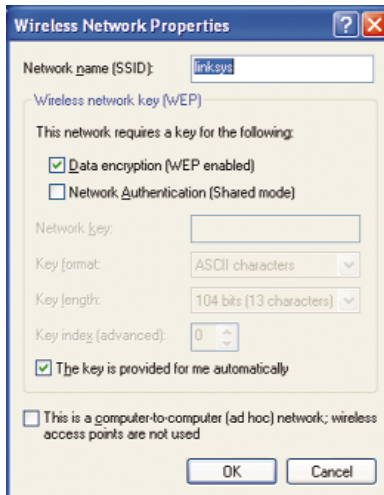 Wireless Network Properties
Network name (SSID): linksys
Wireless network key (WEP)
This network requires a key for the following:
Data encryption (WEP enabled)
Network Authentication (Shared mode)
Network key:
Key format: ASCII characters
Key length: 104 bits (13 characters)
Key index (advanced): 0
The key is provided for me automatically
This is a computer-to-computer (ad hoc) network; wireless
access points are not used
OK Cancel